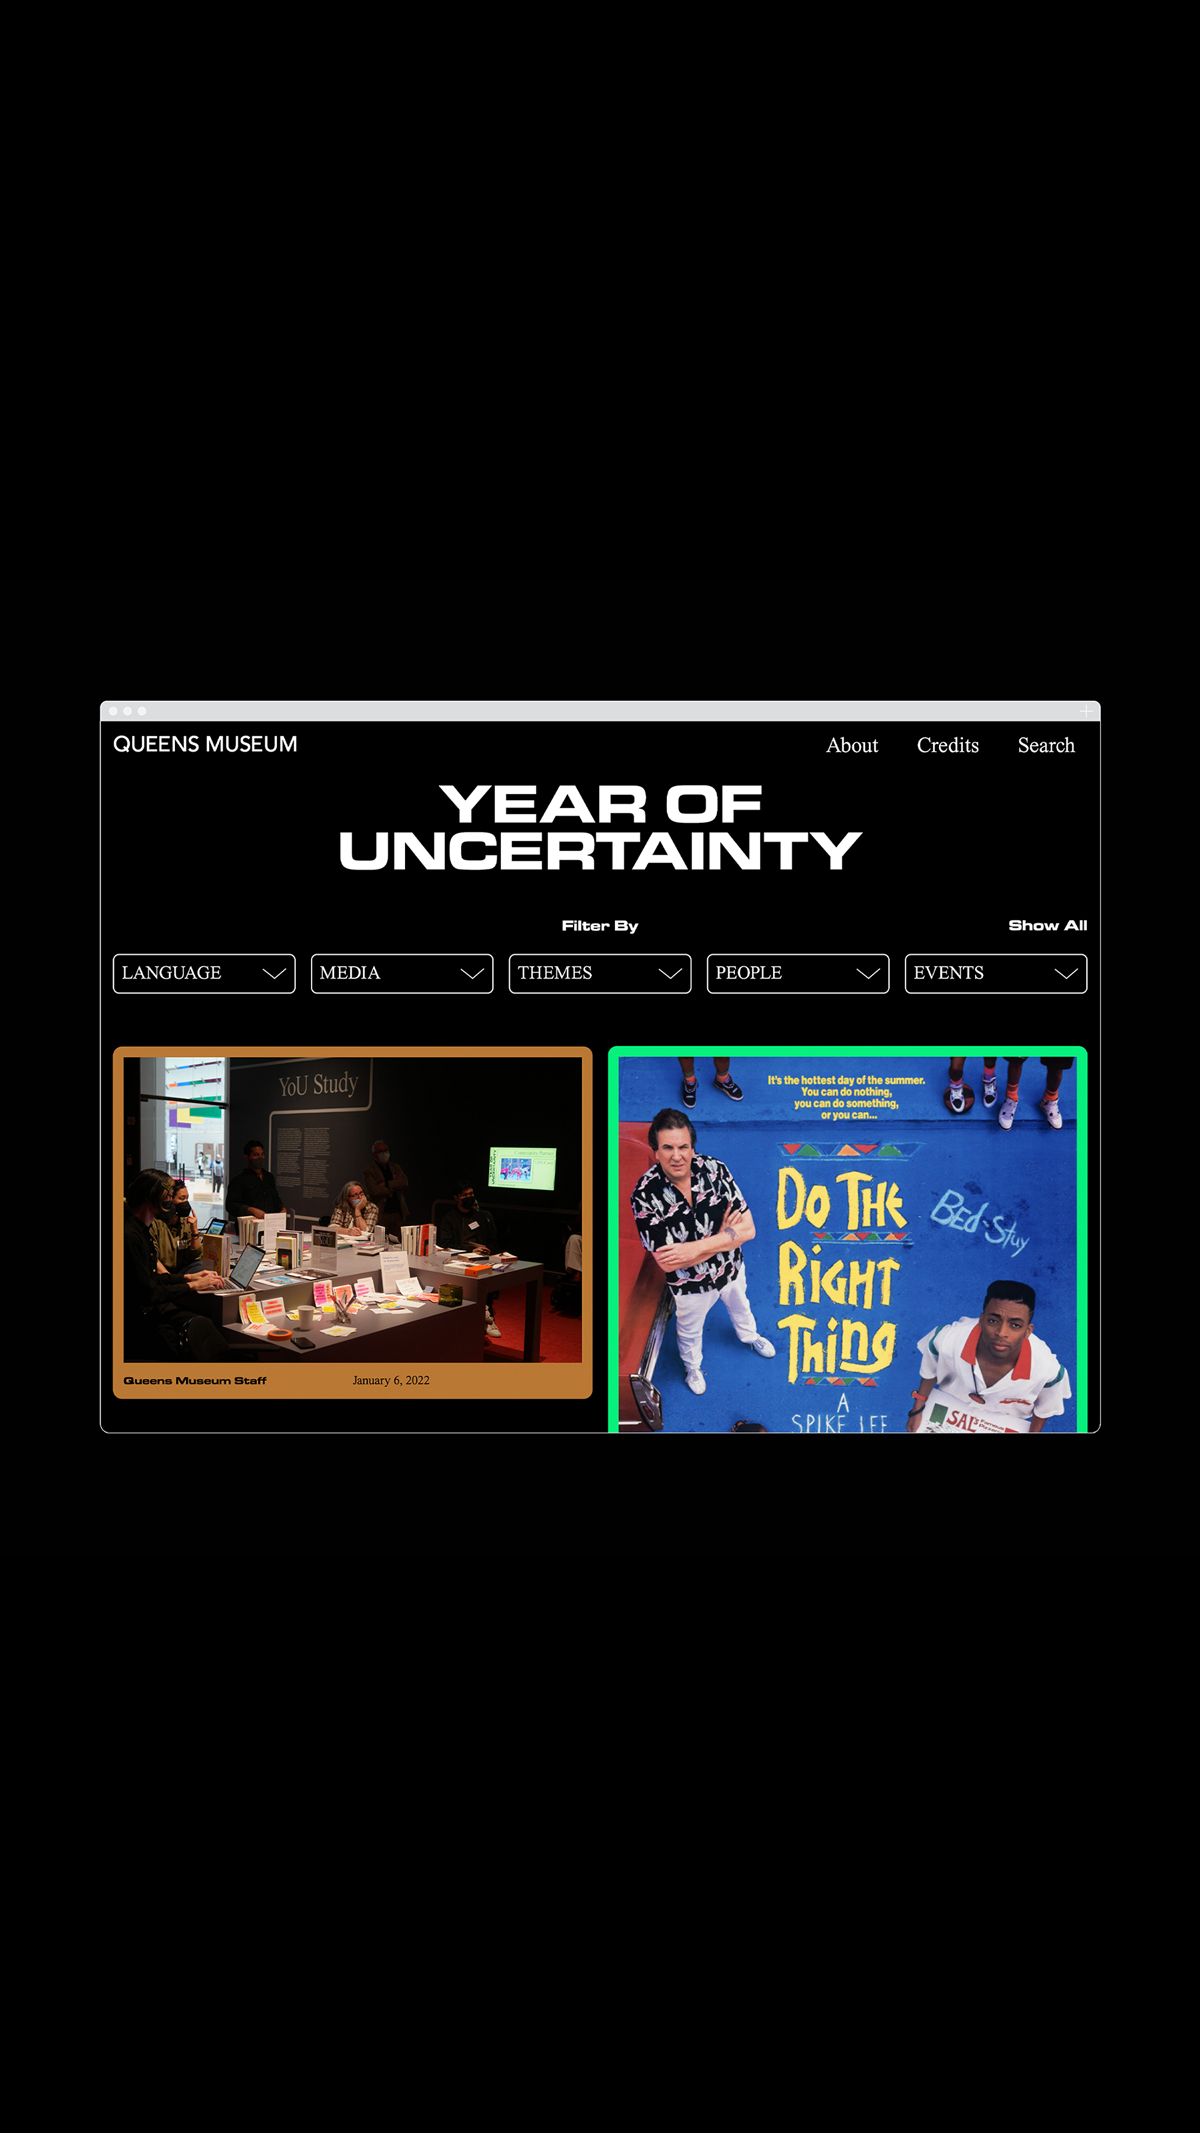 QUEENS MUSEUM
About Credits Search
YEAR OF
UNCERTAINTY
Filter By
Show All
LANGUAGE
MEDIA
THEMES
PEOPLE
EVENTS
YoU Study
Queens Museum Staff
January 6, 2022
It's the hottest day of the summer.
You can do nothing,
you can do something,
or you can...
DO THE
RiGHT
THing
BED-STuy
A
SPIKE LEE
SAL's